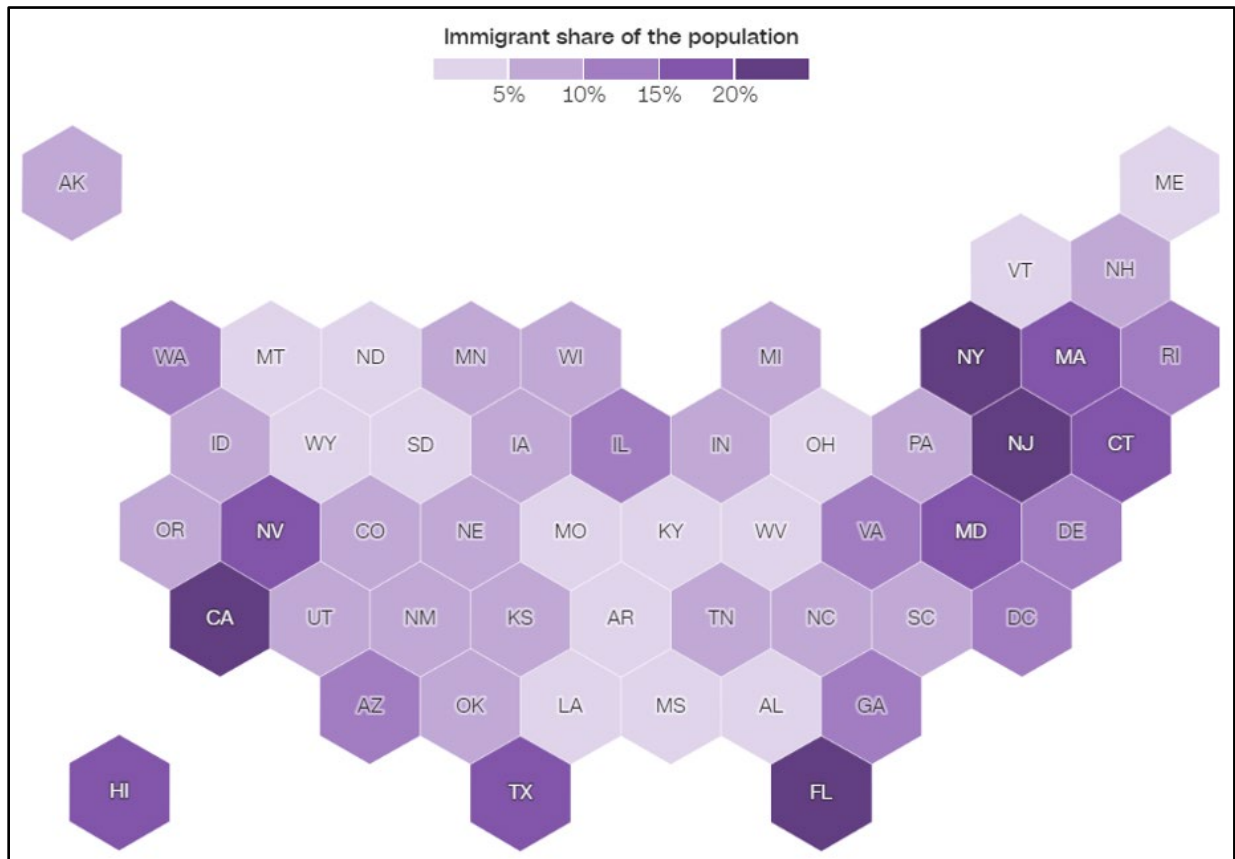 Immigrant share of the population
5% 10% 15% 20%
AK ME
VT NH
WA MT ND MN WI MI NY MA RI
ID WY SD IA IL IN OH PA NJ CT
OR NV CO NE MO KY WV VA MD DE
CA UT NM KS AR TN NC SC DC
AZ OK LA MS AL GA
HI TX FL